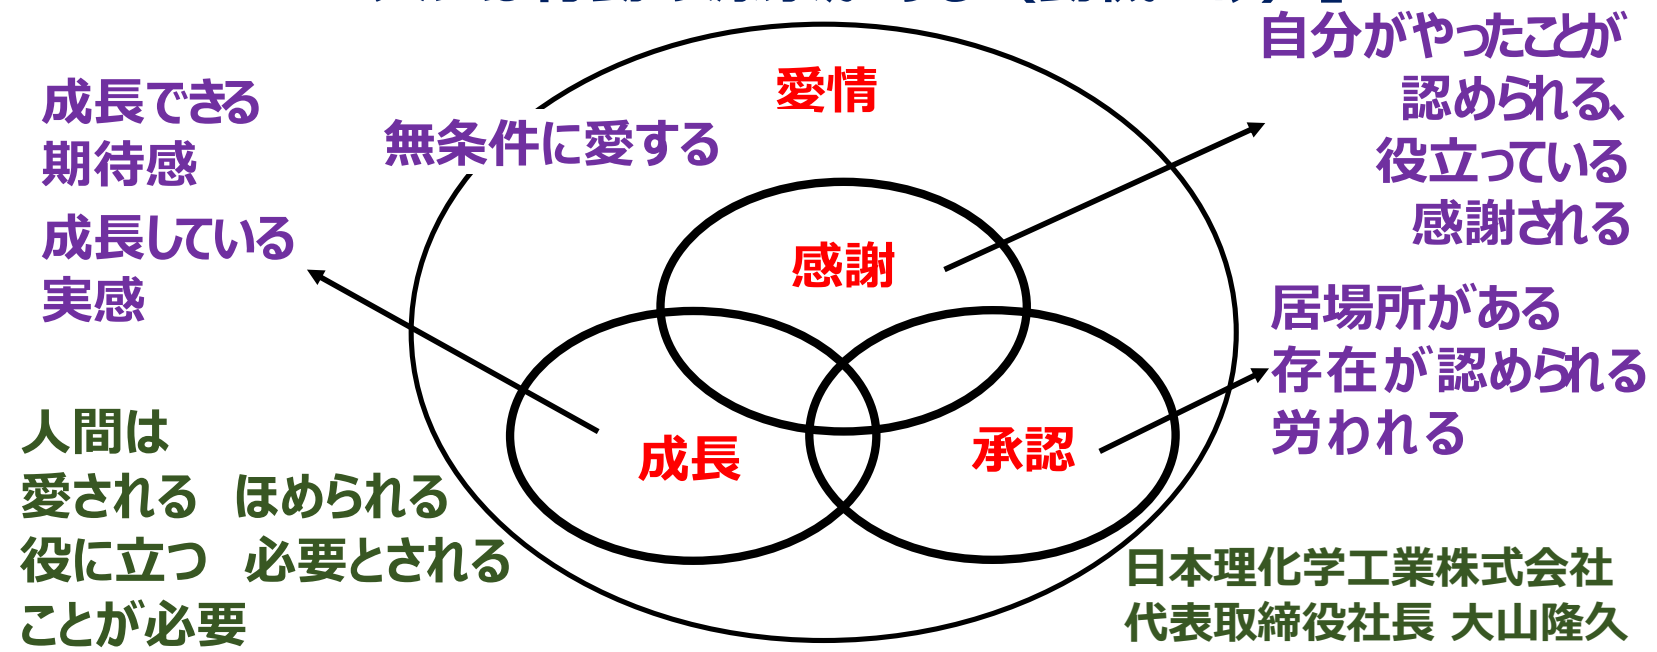 愛情
無条件に愛する
自分がやったことが
認められる、
役立っている
感謝される
成長できる
期待感
成長している
実感
感謝
居場所がある
存在が認められる
労われる
成長
承認
人間は
愛される ほめられる
役に立つ 必要とされる
ことが必要
日本理化学工業株式会社
代表取締役社長 大山隆久